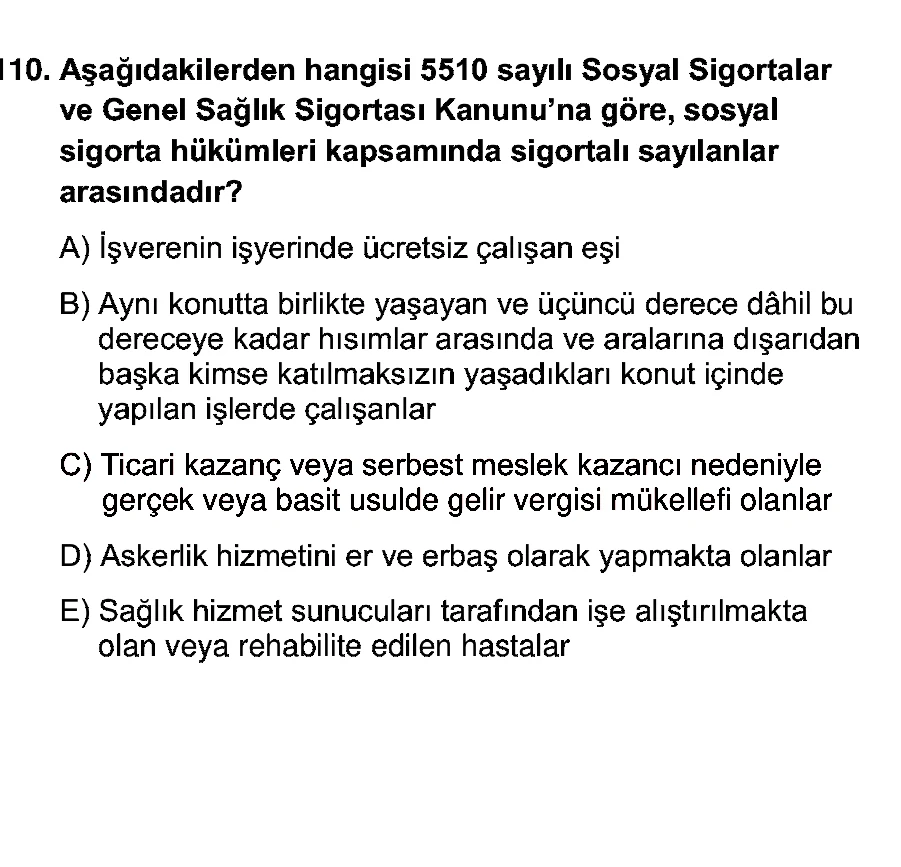 110. Aşağıdakilerden hangisi 5510 sayılı Sosyal Sigortalar
ve Genel Sağlık Sigortası Kanunu’na göre, sosyal
sigorta hükümleri kapsamında sigortalı sayılanlar
arasındadır?
A) İşverenin işyerinde ücretsiz çalışan eşi
B) Aynı konutta birlikte yaşayan ve üçüncü derece dâhil bu
dereceye kadar hısımlar arasında ve aralarına dışarıdan
başka kimse katılmaksızın yaşadıkları konut içinde
yapılan işlerde çalışanlar
C) Ticari kazanç veya serbest meslek kazancı nedeniyle
gerçek veya basit usulde gelir vergisi mükellefi olanlar
D) Askerlik hizmetini er ve erbaş olarak yapmakta olanlar
E) Sağlık hizmet sunucuları tarafından işe alıştırılmakta
olan veya rehabilite edilen hastalar